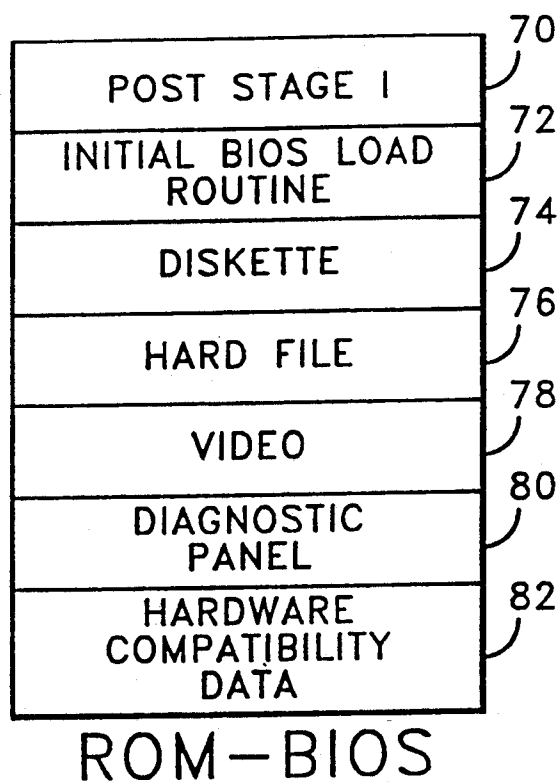 70
POST STAGE I
72
INITIAL BIOS LOAD
ROUTINE
74
DISKETTE
76
HARD FILE
78
VIDEO
80
DIAGNOSTIC
PANEL
82
HARDWARE
COMPATIBILITY
DATA
ROM-BIOS